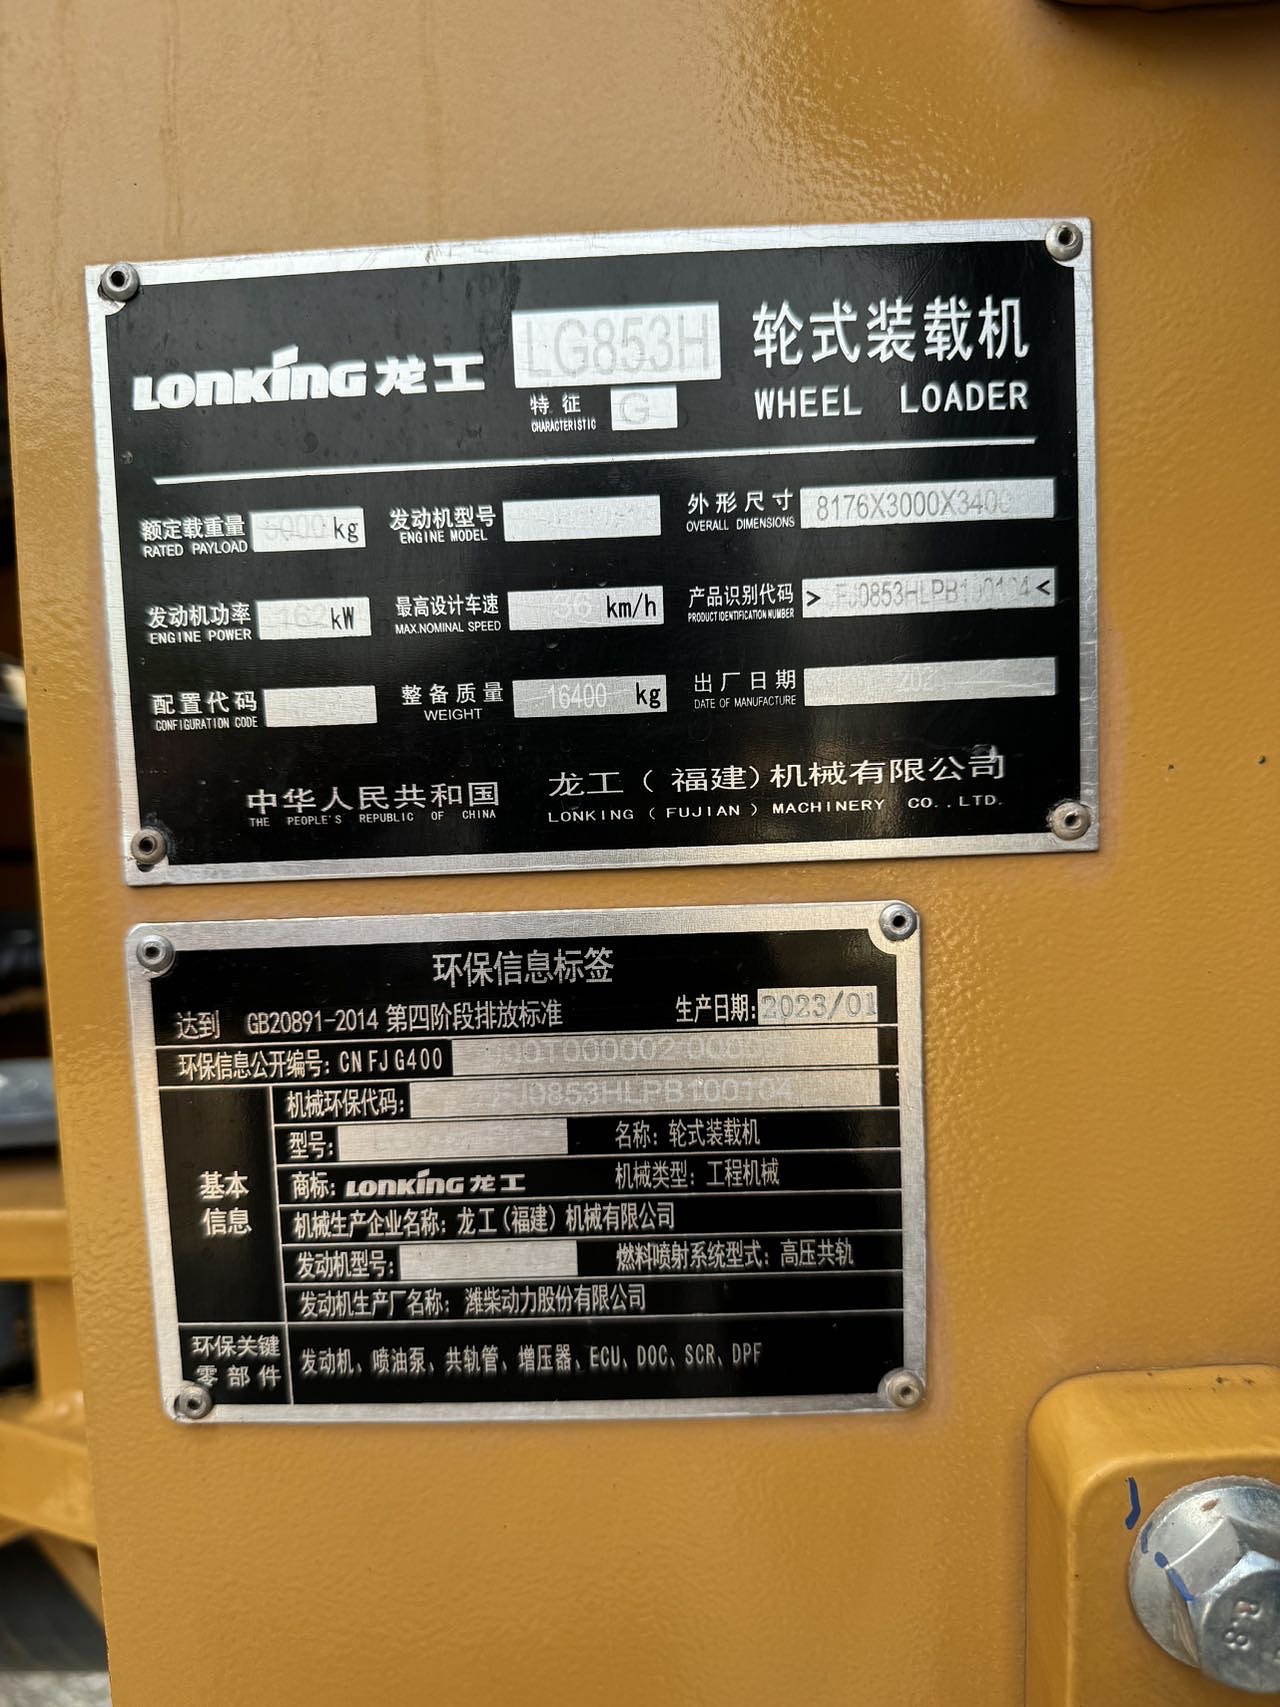 LONKING 龙工 LG853H 轮式装载机
特征 G WHEEL LOADER
CHARACTERISTIC
额定载重量 5000 kg 发动机型号 外形尺寸 8176X3000X340
RATED PAYLOAD ENGINE MODEL OVERALL DIMENSIONS
发动机功率 162 kW 最高设计车速 km/h 产品识别代码 > FJ0853HLPB100104 <
ENGINE POWER MAX.NOMINAL SPEED PRODUCT IDENTIFICATION NUMBER
配置代码 整备质量 16400 kg 出厂日期
CONFIGURATION CODE WEIGHT DATE OF MANUFACTURE
中华人民共和国 龙工(福建)机械有限公司
THE PEOPLE'S REPUBLIC OF CHINA LONKING ( FUJIAN ) MACHINERY CO.,LTD.
环保信息标签
达到 GB20891-2014 第四阶段排放标准 生产日期: 2023/01
环保信息公开编号: CN FJ G400
机械环保代码: FJ0853HLPB100104
型号: 名称: 轮式装载机
基本信息
商标: LONKING 龙工 机械类型: 工程机械
机械生产企业名称: 龙工(福建)机械有限公司
发动机型号: 燃料喷射系统型式: 高压共轨
发动机生产厂名称: 潍柴动力股份有限公司
环保关键
零部件
发动机、喷油泵、共轨管、增压器、ECU、DOC、SCR、DPF
8.8